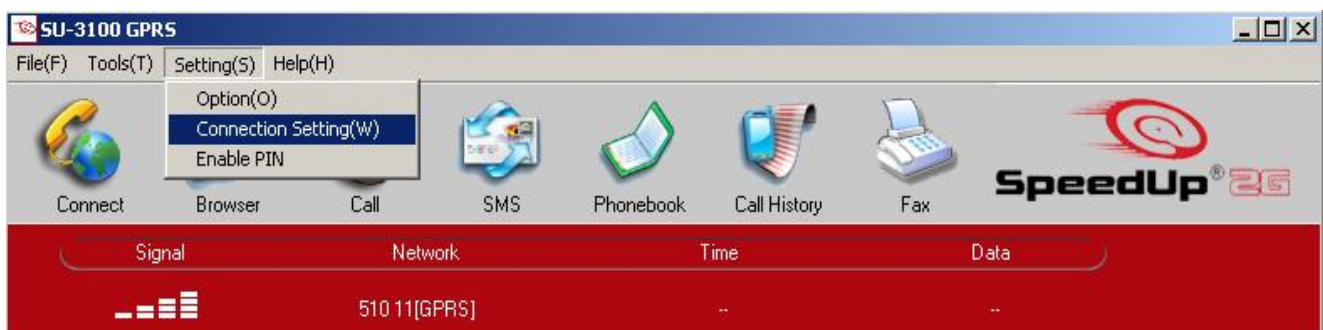 SU-3100 GPRS
File(F) Tools(T) Setting(S) Help(H)
Option(O)
Connection Setting(W)
Enable PIN
Connect Browser Call SMS Phonebook Call History Fax
SpeedUp® 2G
Signal Network Time Data
510 11[GPRS] -- --